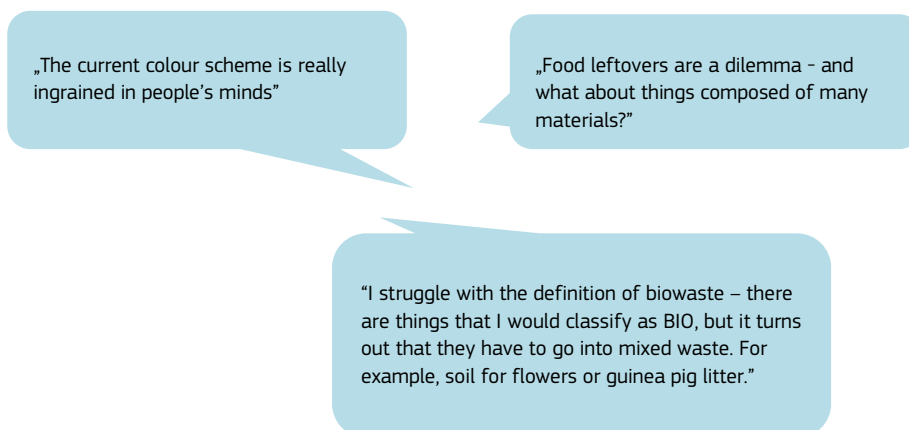 „The current colour scheme is really
ingrained in people's minds”
„Food leftovers are a dilemma - and
what about things composed of many
materials?”
“I struggle with the definition of biowaste – there
are things that I would classify as BIO, but it turns
out that they have to go into mixed waste. For
example, soil for flowers or guinea pig litter.”